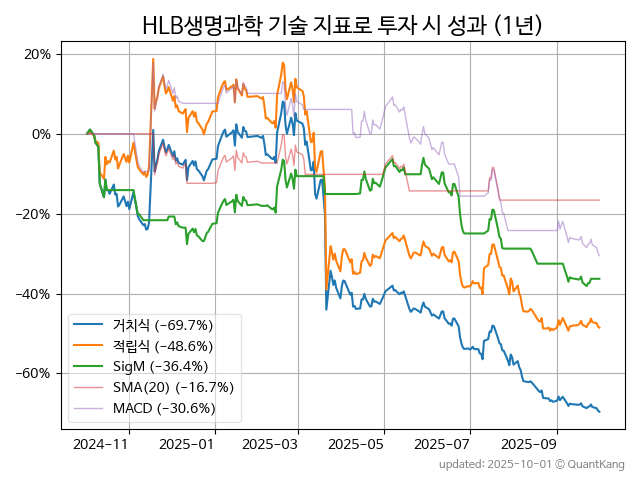 HLB생명과학 기술 지표로 투자 시 성과 (1년)
20%
0%
−20%
−40%
−60%
거치식 (−69.7%)
적립식 (−48.6%)
SigM (−36.4%)
SMA(20) (−16.7%)
MACD (−30.6%)
2024-11 2025-01 2025-03 2025-05 2025-07 2025-09
updated: 2025-10-01 © QuantKang